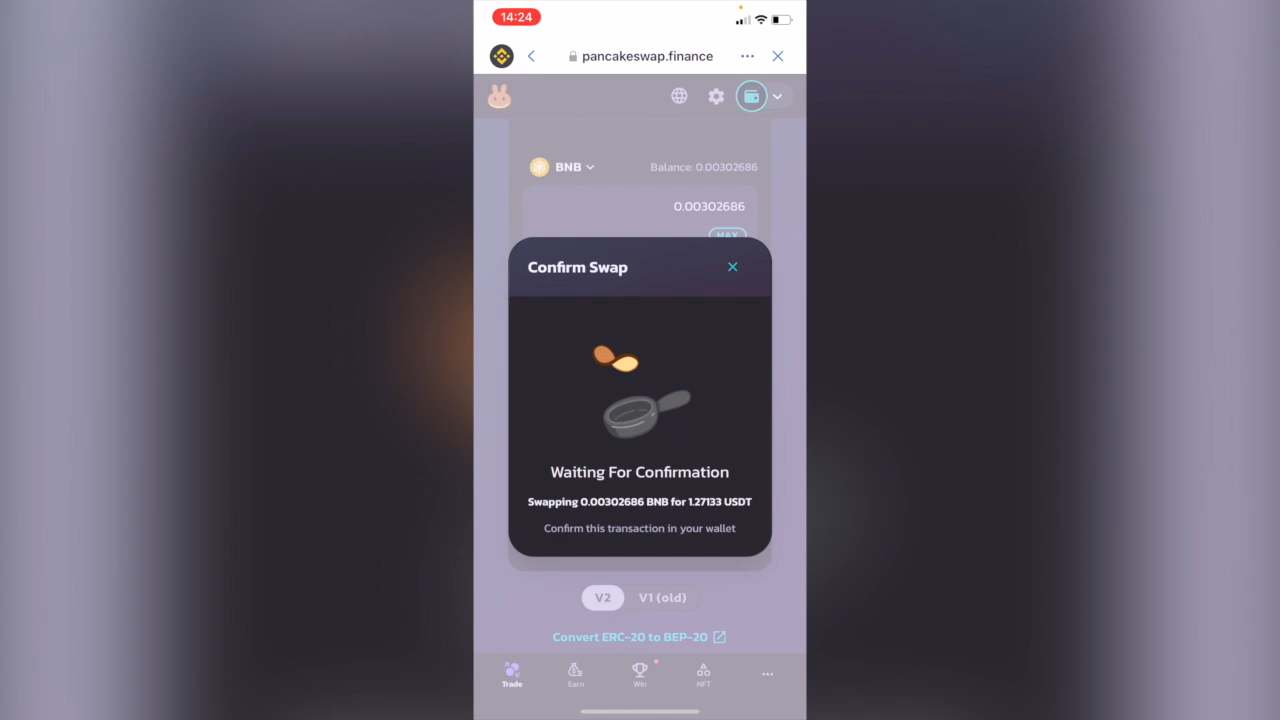 14:24
pancakeswap.finance
BNB
Balance: 0.00302686
0.00302686
MAX
Confirm Swap
Waiting For Confirmation
Swapping 0.00302686 BNB for 1.27133 USDT
Confirm this transaction in your wallet
V2 V1 (old)
Convert ERC-20 to BEP-20
Trade Earn Win NFT